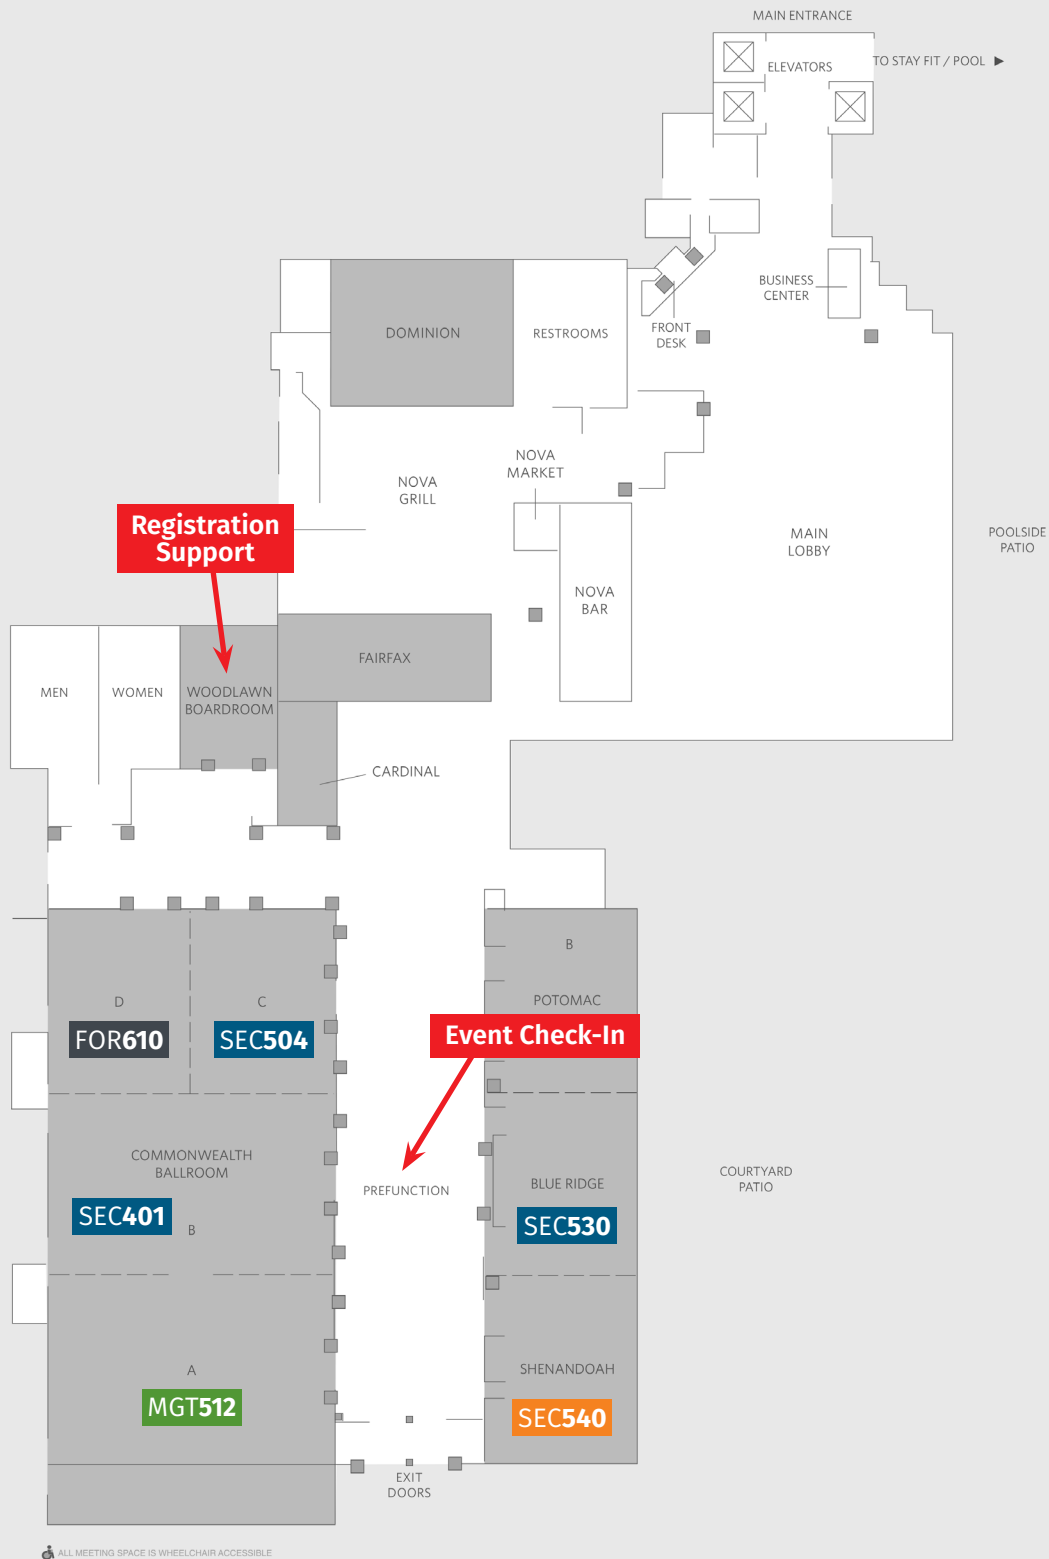 MAIN ENTRANCE
ELEVATORS
TO STAY FIT / POOL ▶
BUSINESS
CENTER
FRONT
DESK
DOMINION
RESTROOMS
NOVA
MARKET
NOVA
GRILL
Registration
Support
MAIN
LOBBY
POOLSIDE
PATIO
NOVA
BAR
FAIRFAX
MEN
WOMEN
WOODLAWN
BOARDROOM
CARDINAL
B
POTOMAC
D
C
FOR610
SEC504
Event Check-In
COMMONWEALTH
BALLROOM
SEC401
B
PREFUNCTION
BLUE RIDGE
SEC530
COURTYARD
PATIO
A
MGT512
SHENANDOAH
SEC540
EXIT
DOORS
ALL MEETING SPACE IS WHEELCHAIR ACCESSIBLE